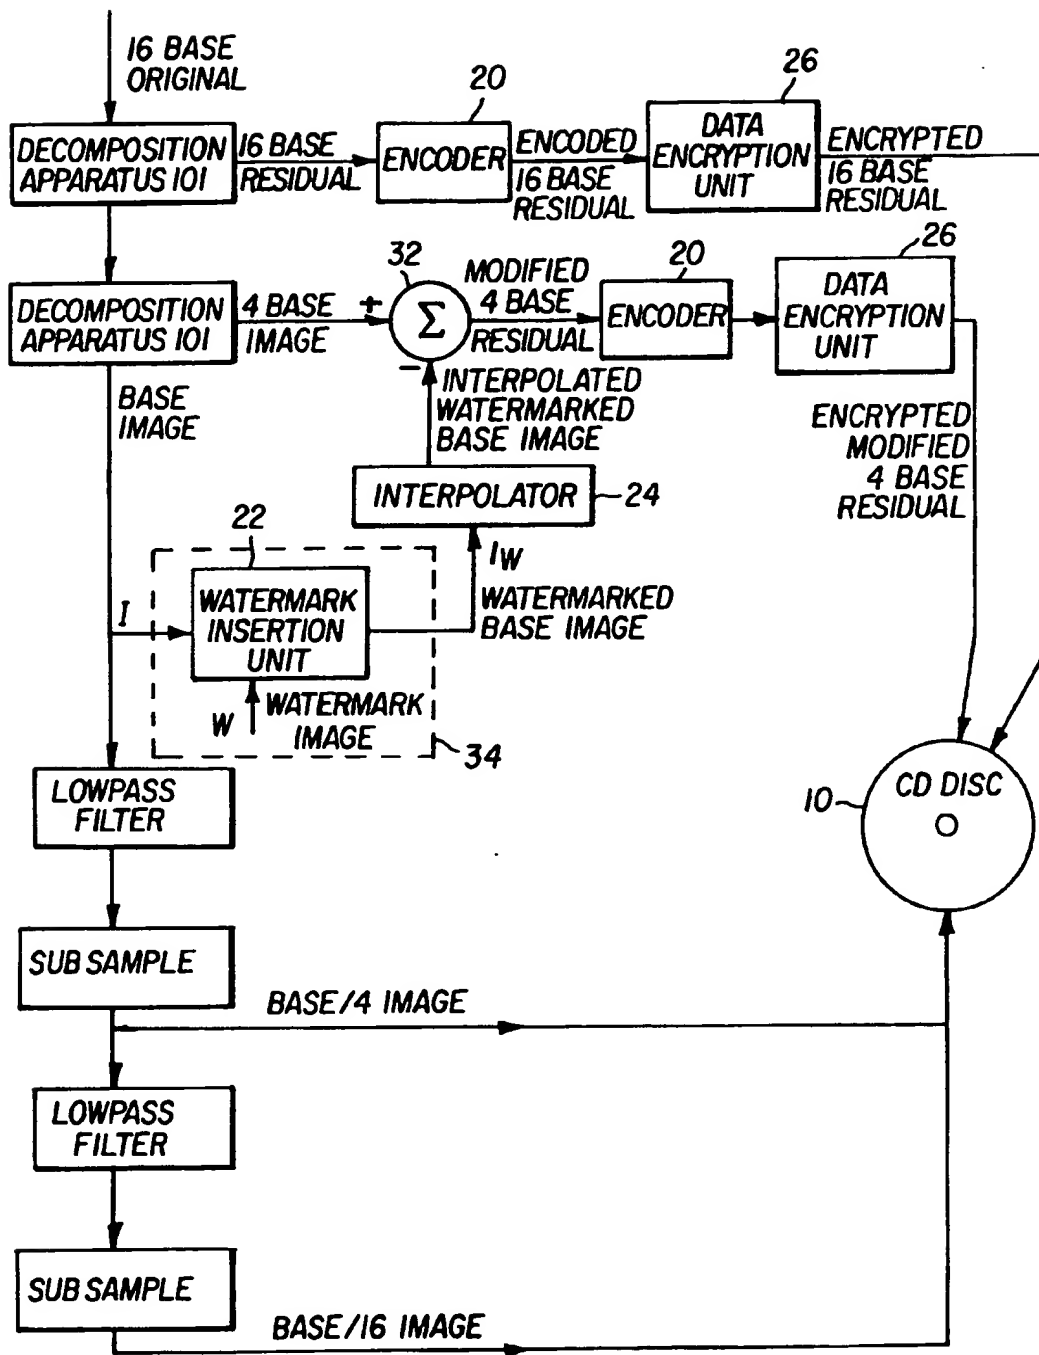 16 BASE
ORIGINAL
20
26
DECOMPOSITION
APPARATUS 101
16 BASE
RESIDUAL
ENCODER
ENCODED
16 BASE
RESIDUAL
DATA
ENCRYPTION
UNIT
ENCRYPTED
16 BASE
RESIDUAL
32
20
26
DECOMPOSITION
APPARATUS 101
4 BASE
IMAGE
+
Σ
-
MODIFIED
4 BASE
RESIDUAL
ENCODER
DATA
ENCRYPTION
UNIT
BASE
IMAGE
INTERPOLATED
WATERMARKED
BASE IMAGE
ENCRYPTED
MODIFIED
4 BASE
RESIDUAL
INTERPOLATOR
24
22
I
WATERMARK
INSERTION
UNIT
IW
WATERMARKED
BASE IMAGE
W
WATERMARK
IMAGE
34
LOWPASS
FILTER
10
CD DISC
SUB SAMPLE
BASE/4 IMAGE
LOWPASS
FILTER
SUB SAMPLE
BASE/16 IMAGE